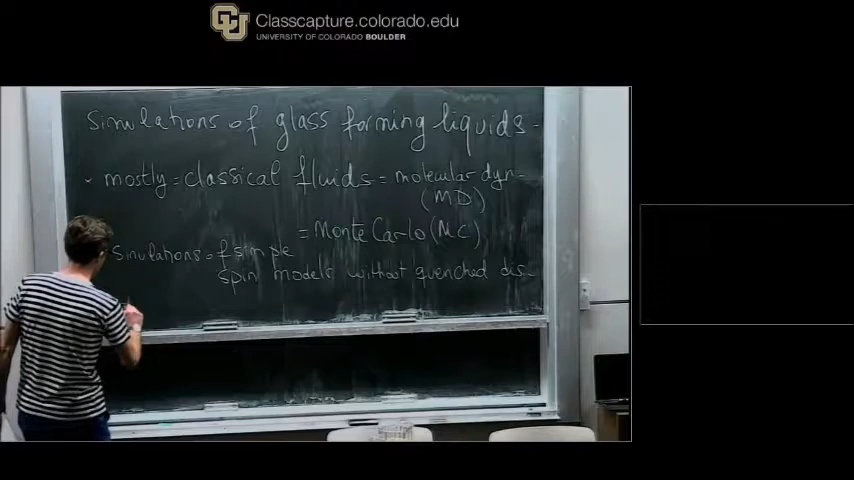 Classcapture.colorado.edu
UNIVERSITY OF COLORADO BOULDER
Simulations of glass forming liquids -
• mostly = classical fluids = molecular dyn-
(MD)
= Monte Carlo (MC)
• Simulations of simple
spin models without quenched dis-